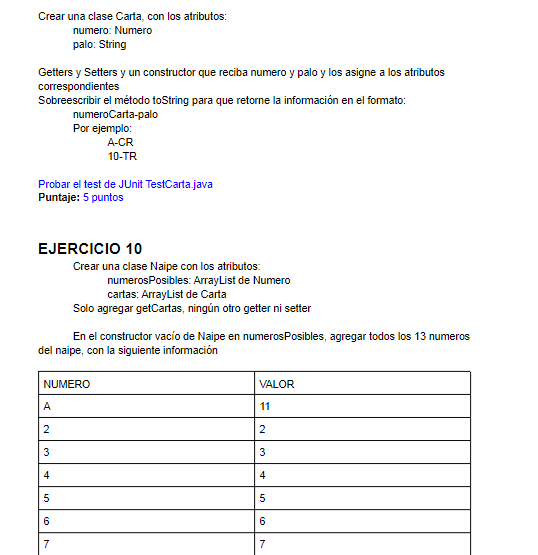 Crear una clase Carta, con los atributos:
numero: Numero
palo: String
Getters y Setters y un constructor que reciba numero y palo y los asigne a los atributos
correspondientes
Sobreescribir el método toString para que retorne la información en el formato:
numeroCarta-palo
Por ejemplo:
A-CR
10-TR
Probar el test de JUnit TestCarta.java
Puntaje: 5 puntos
EJERCICIO 10
Crear una clase Naipe con los atributos:
numerosPosibles: ArrayList de Numero
cartas: ArrayList de Carta
Solo agregar getCartas, ningún otro getter ni setter
En el constructor vacío de Naipe en numerosPosibles, agregar todos los 13 numeros
del naipe, con la siguiente información
NUMERO VALOR
A 11
2 2
3 3
4 4
5 5
6 6
7 7